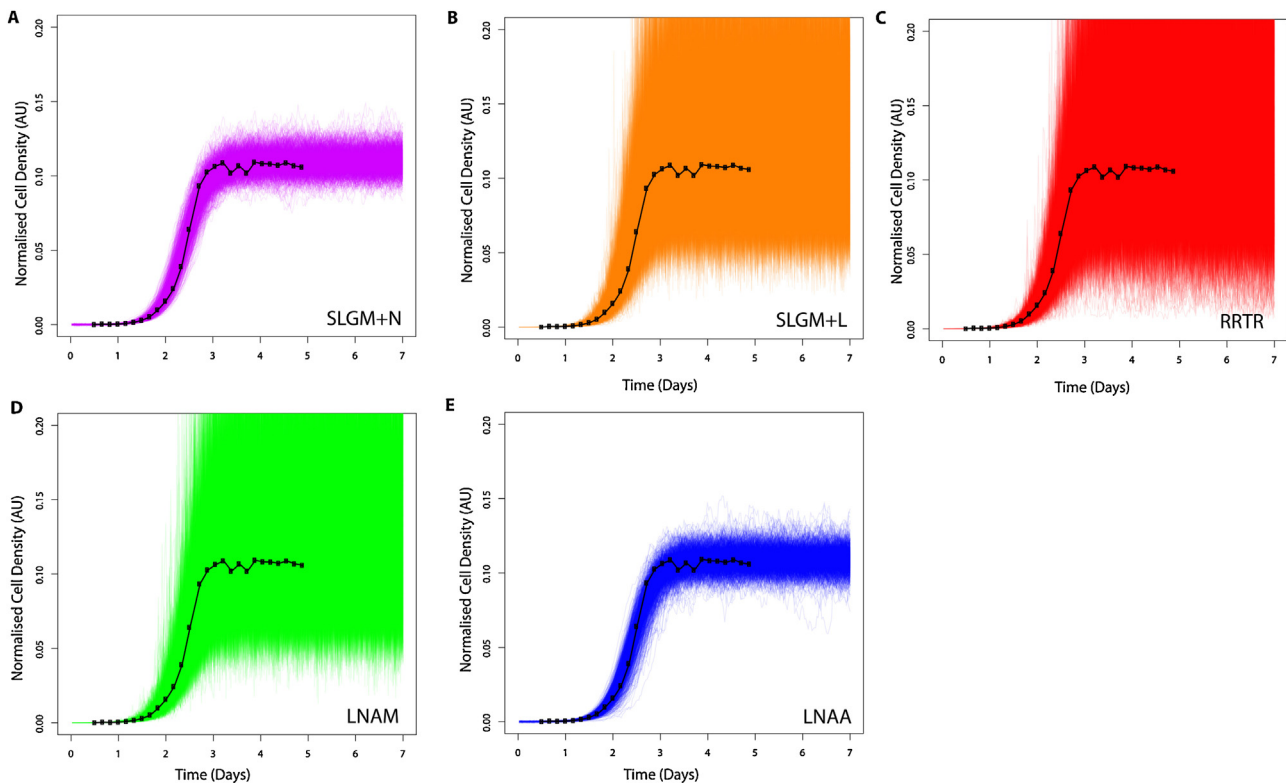 A
Normalised Cell Density (AU)
0.20
0.15
0.10
0.05
0.00
0 1 2 3 4 5 6 7
SLGM+N
B
Normalised Cell Density (AU)
0.20
0.15
0.10
0.05
0.00
0 1 2 3 4 5 6 7
Time (Days)
SLGM+L
C
Normalised Cell Density (AU)
0.20
0.15
0.10
0.05
0.00
0 1 2 3 4 5 6 7
Time (Days)
RRTR
D
Normalised Cell Density (AU)
0.20
0.15
0.10
0.05
0.00
0 1 2 3 4 5 6 7
Time (Days)
LNAM
E
Normalised Cell Density (AU)
0.20
0.15
0.10
0.05
0.00
0 1 2 3 4 5 6 7
Time (Days)
LNAA